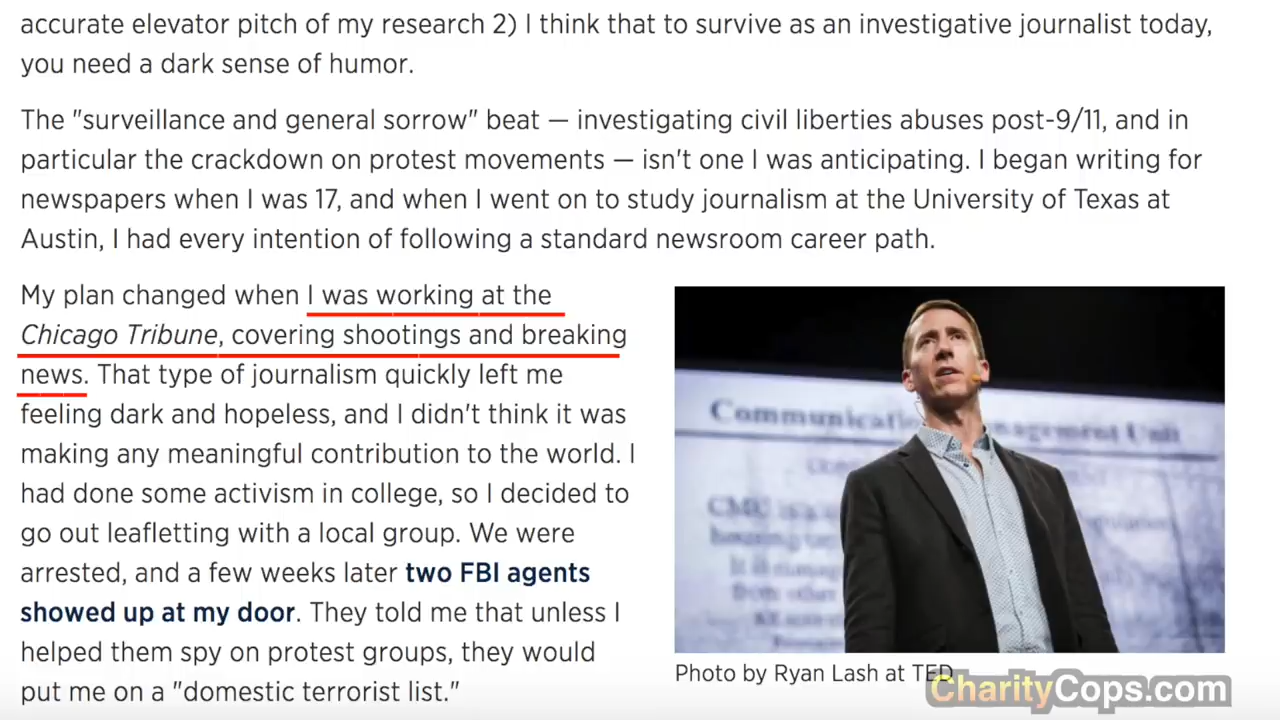 accurate elevator pitch of my research 2) I think that to survive as an investigative journalist today,
you need a dark sense of humor.
The "surveillance and general sorrow" beat — investigating civil liberties abuses post-9/11, and in
particular the crackdown on protest movements — isn't one I was anticipating. I began writing for
newspapers when I was 17, and when I went on to study journalism at the University of Texas at
Austin, I had every intention of following a standard newsroom career path.
My plan changed when I was working at the
Chicago Tribune, covering shootings and breaking
news. That type of journalism quickly left me
feeling dark and hopeless, and I didn't think it was
making any meaningful contribution to the world. I
had done some activism in college, so I decided to
go out leafletting with a local group. We were
arrested, and a few weeks later two FBI agents
showed up at my door. They told me that unless I
helped them spy on protest groups, they would
put me on a "domestic terrorist list."
Photo by Ryan Lash at TED
CharityCops.com